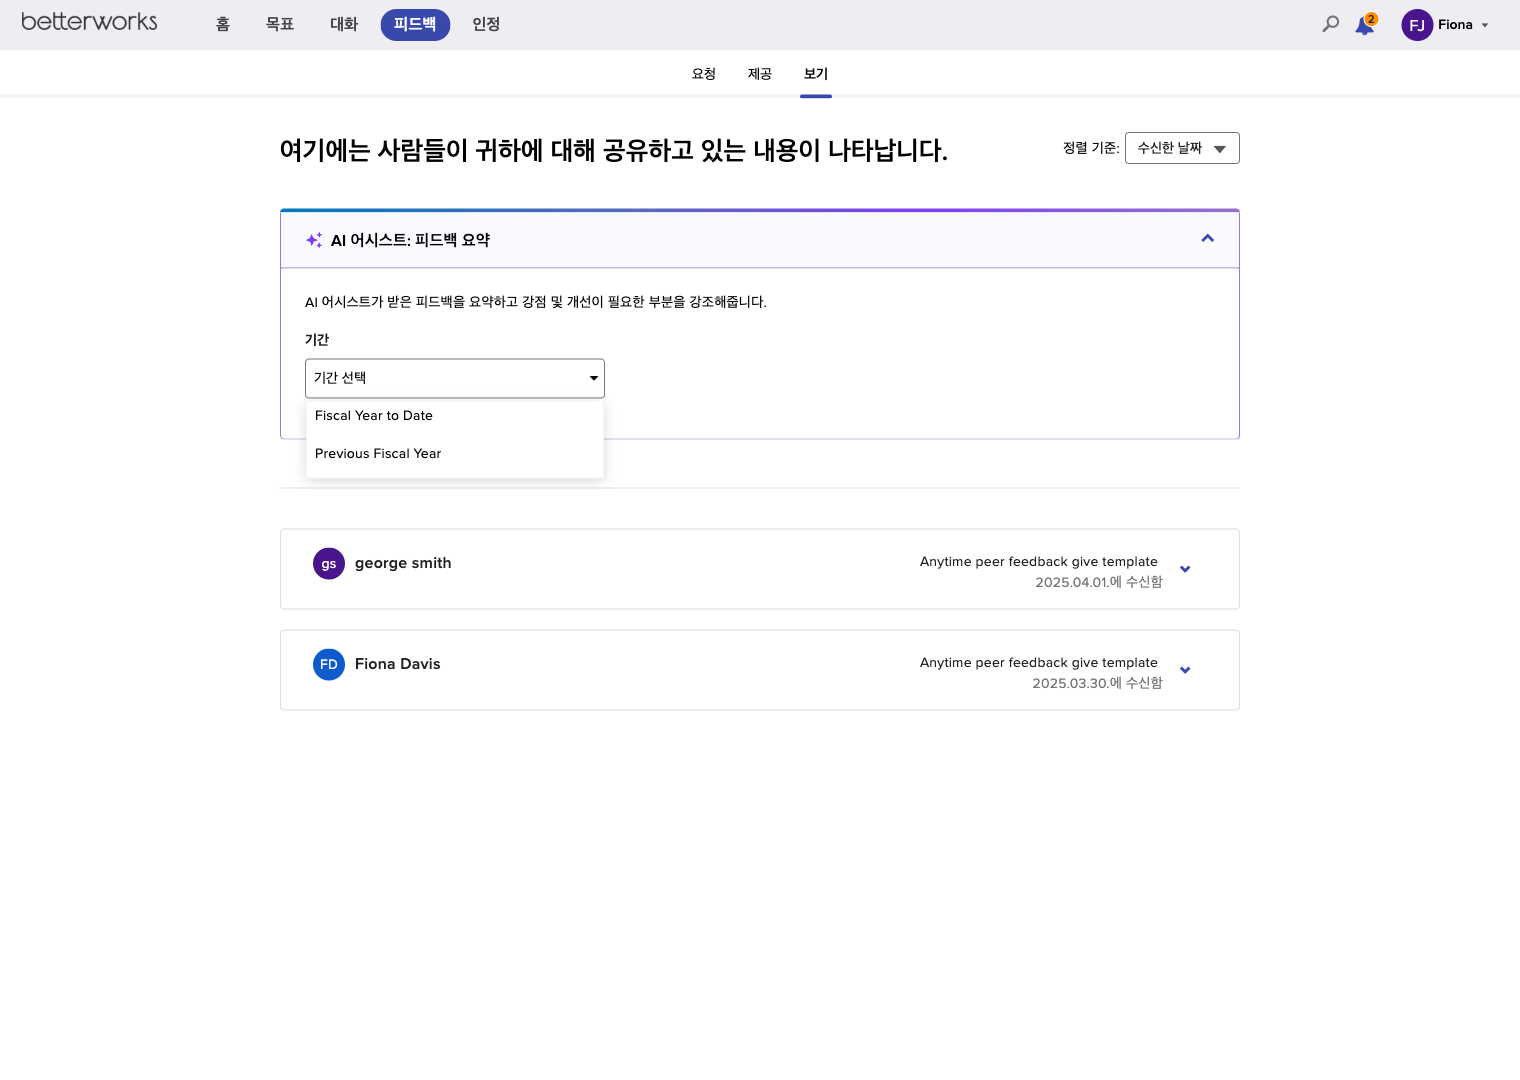 betterworks
홈
목표
대화
피드백
인정
2
FJ
Fiona
요청
제공
보기
여기에는 사람들이 귀하에 대해 공유하고 있는 내용이 나타납니다.
정렬 기준:
수신한 날짜
AI 어시스트: 피드백 요약
AI 어시스트가 받은 피드백을 요약하고 강점 및 개선이 필요한 부분을 강조해줍니다.
기간
기간 선택
Fiscal Year to Date
Previous Fiscal Year
gs
george smith
Anytime peer feedback give template
2025.04.01.에 수신함
FD
Fiona Davis
Anytime peer feedback give template
2025.03.30.에 수신함